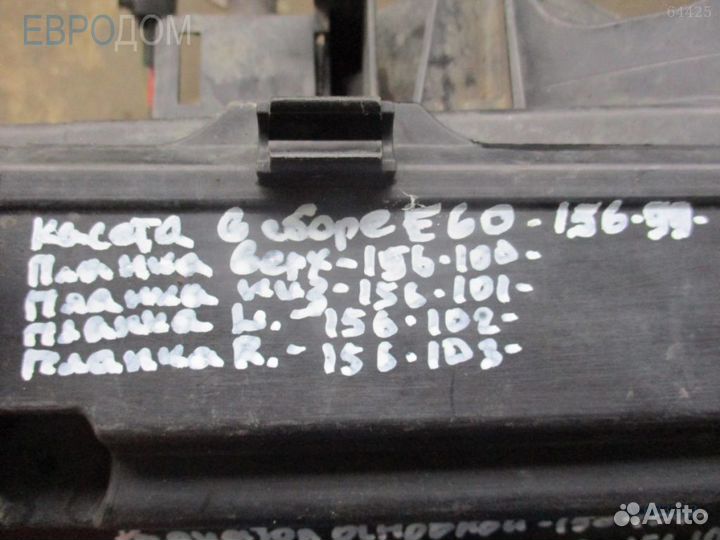 ЕВРОДОМ
64425
касета в сборе E60-156-99-
Планка верх-156-100-
Планка низ-156-101-
Планка L.-156-102-
Планка R.-156-103-
Avito